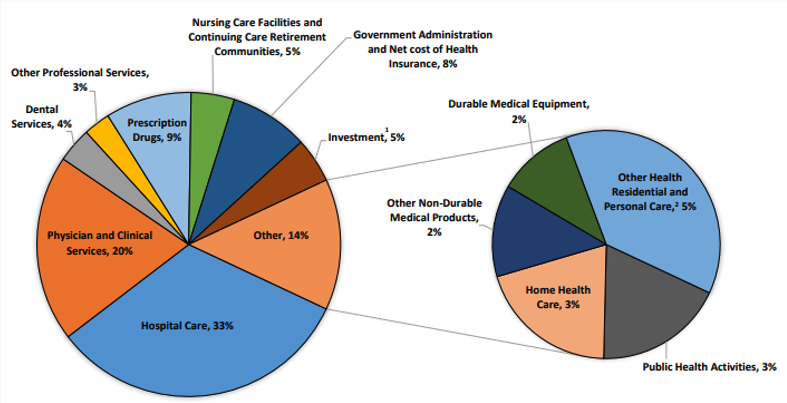 Nursing Care Facilities and
Continuing Care Retirement
Communities, 5%
Government Administration
and Net cost of Health
Insurance, 8%
Other Professional Services,
3%
Dental
Services, 4%
Prescription
Drugs, 9%
Investment,¹ 5%
Physician and Clinical
Services, 20%
Other, 14%
Hospital Care, 33%
Durable Medical Equipment,
2%
Other Health
Residential and
Personal Care,² 5%
Other Non-Durable
Medical Products,
2%
Home Health
Care, 3%
Public Health Activities, 3%